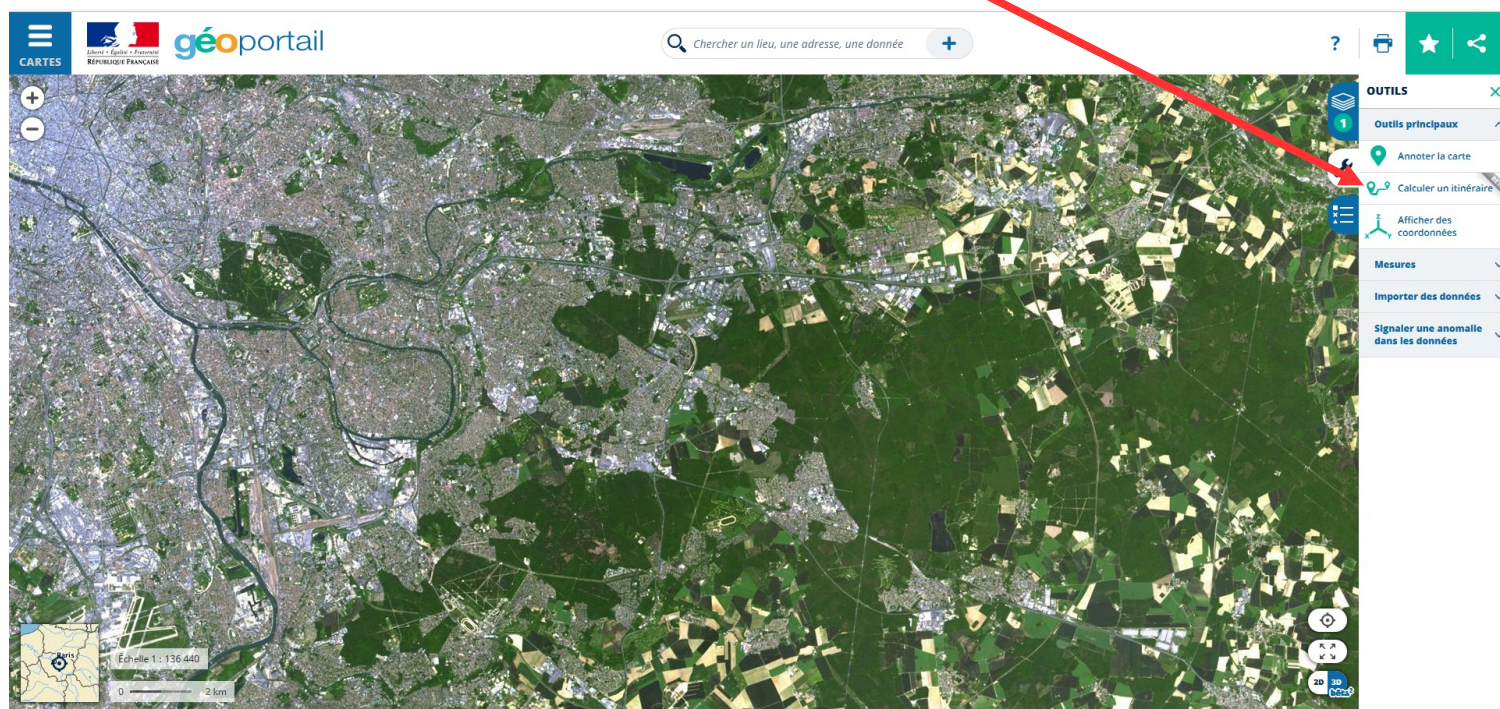 CARTES
Liberté • Égalité • Fraternité
RÉPUBLIQUE FRANÇAISE
géoportail
Chercher un lieu, une adresse, une donnée
+
?
+
−
1
OUTILS
Outils principaux
Annoter la carte
Calculer un itinéraire
Z
X Y
Afficher des
coordonnées
Mesures
Importer des données
Signaler une anomalie
dans les données
Paris
Échelle 1 : 136 440
0 2 km
2D 3D
bêta